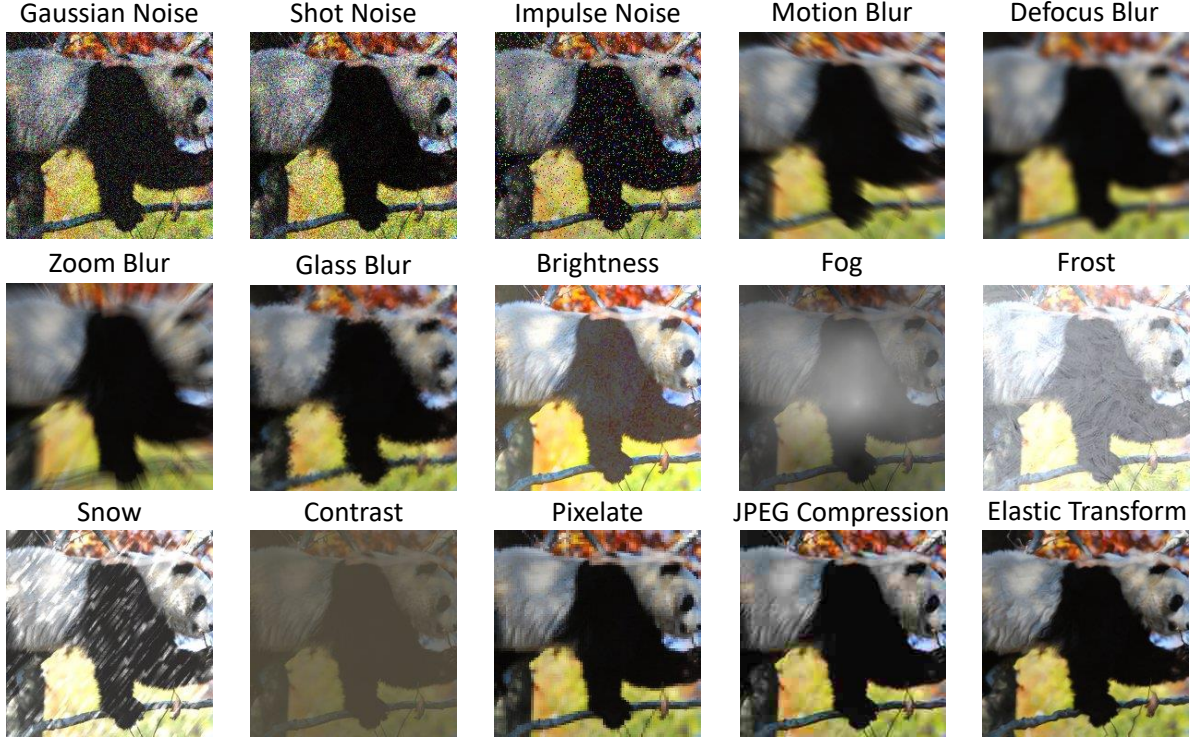 Gaussian Noise
Shot Noise
Impulse Noise
Motion Blur
Defocus Blur
Zoom Blur
Glass Blur
Brightness
Fog
Frost
Snow
Contrast
Pixelate
JPEG Compression
Elastic Transform